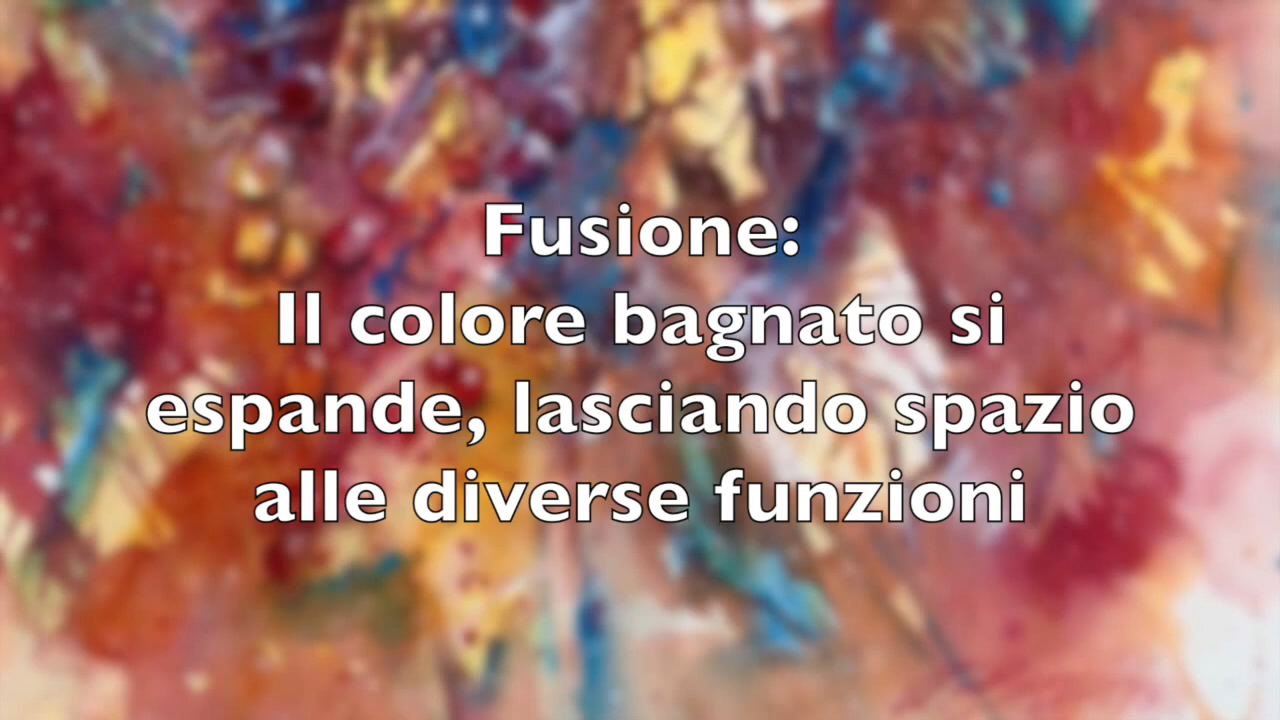 Fusione:
Il colore bagnato si
espande, lasciando spazio
alle diverse funzioni